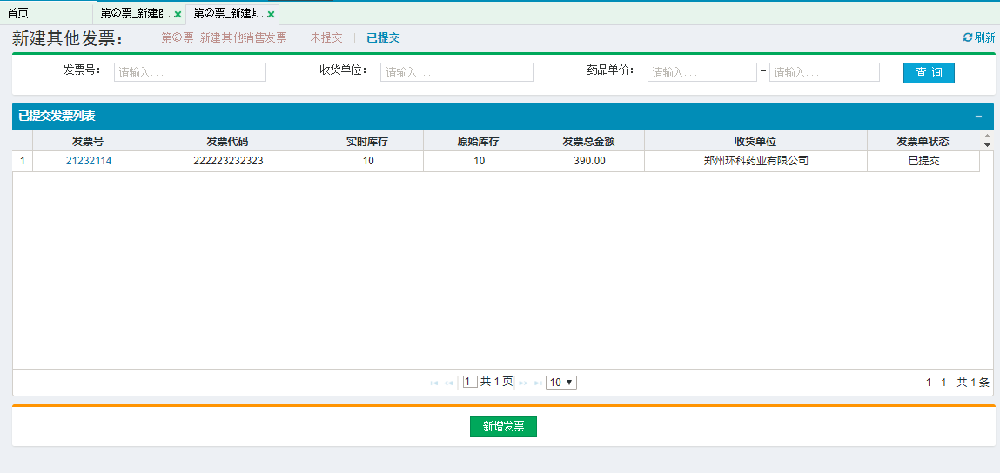 首页 第②票_新建 第②票_新建其
新建其他发票： 第②票_新建其他销售发票 | 未提交 | 已提交 刷新
发票号： 请输入... 收货单位： 请输入... 药品单价： 请输入... - 请输入... 查 询
已提交发票列表
发票号 发票代码 实时库存 原始库存 发票总金额 收货单位 发票单状态
1 21232114 222223232323 10 10 390.00 郑州环科药业有限公司 已提交
1 共 1 页 10 1 - 1 共 1 条
新增发票